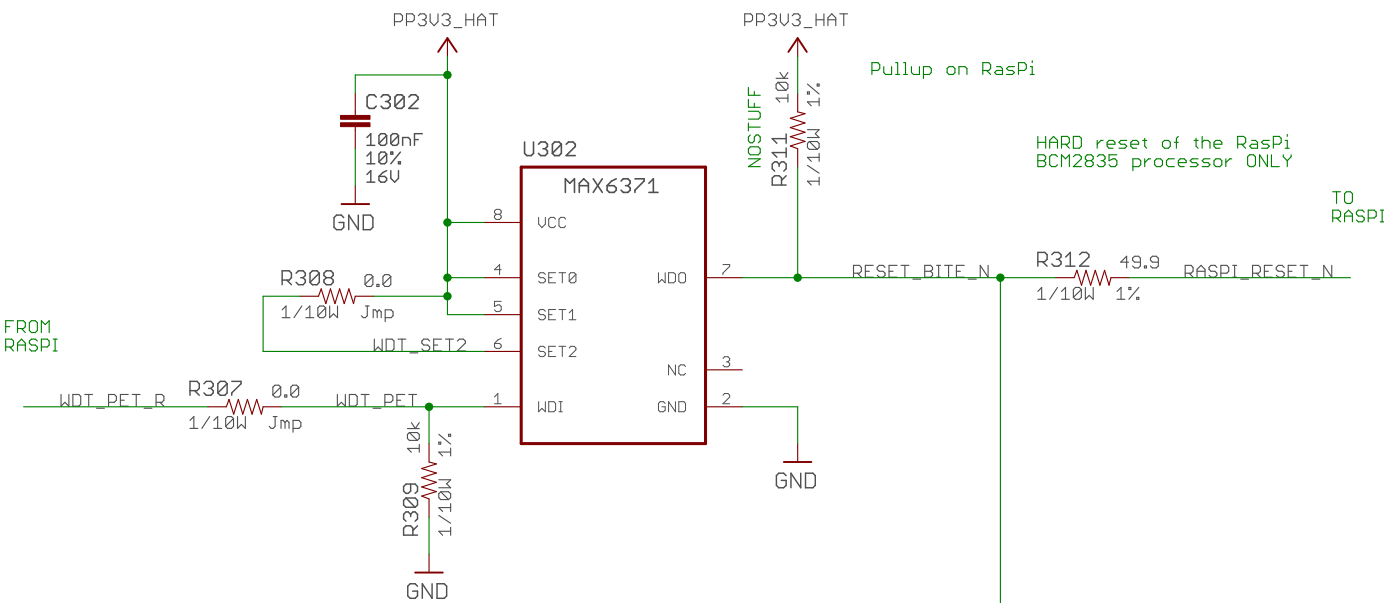 PP3V3_HAT
PP3V3_HAT
Pullup on RasPi
C302
100nF
10%
16V
GND
NOSTUFF
R311
10k
1/10W
1%
HARD reset of the RasPi
BCM2835 processor ONLY
TO
RASPI
U302
MAX6371
8
VCC
4
SET0
5
SET1
6
SET2
1
WDI
WDO
7
NC
3
GND
2
R308
0.0
1/10W
Jmp
WDT_SET2
RESET_BITE_N
R312
49.9
1/10W
1%
RASPI_RESET_N
FROM
RASPI
WDT_PET_R
R307
0.0
1/10W
Jmp
WDT_PET
R309
10k
1/10W
1%
GND
GND